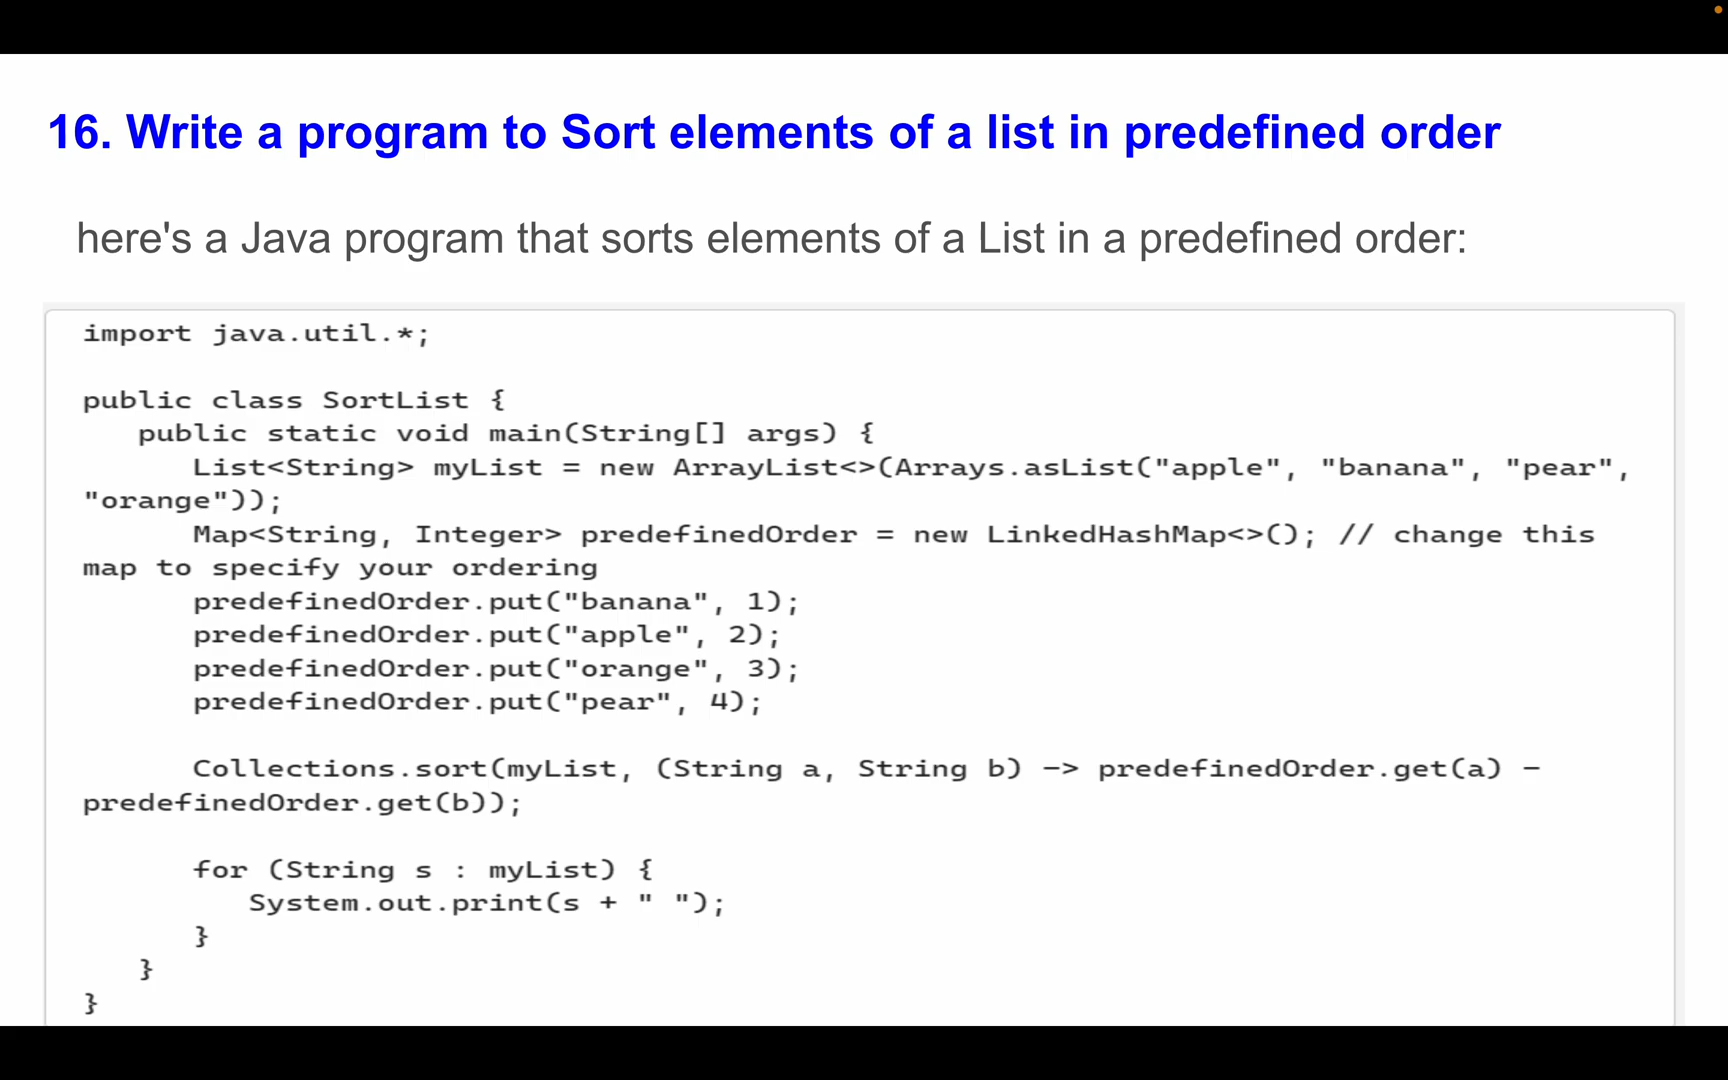 16. Write a program to Sort elements of a list in predefined order
here's a Java program that sorts elements of a List in a predefined order:
import java.util.*;
public class SortList {
public static void main(String[] args) {
List<String> myList = new ArrayList<>(Arrays.asList("apple", "banana", "pear",
"orange"));
Map<String, Integer> predefinedOrder = new LinkedHashMap<>(); // change this
map to specify your ordering
predefinedOrder.put("banana", 1);
predefinedOrder.put("apple", 2);
predefinedOrder.put("orange", 3);
predefinedOrder.put("pear", 4);
Collections.sort(myList, (String a, String b) -> predefinedOrder.get(a) -
predefinedOrder.get(b));
for (String s : myList) {
System.out.print(s + " ");
}
}
}